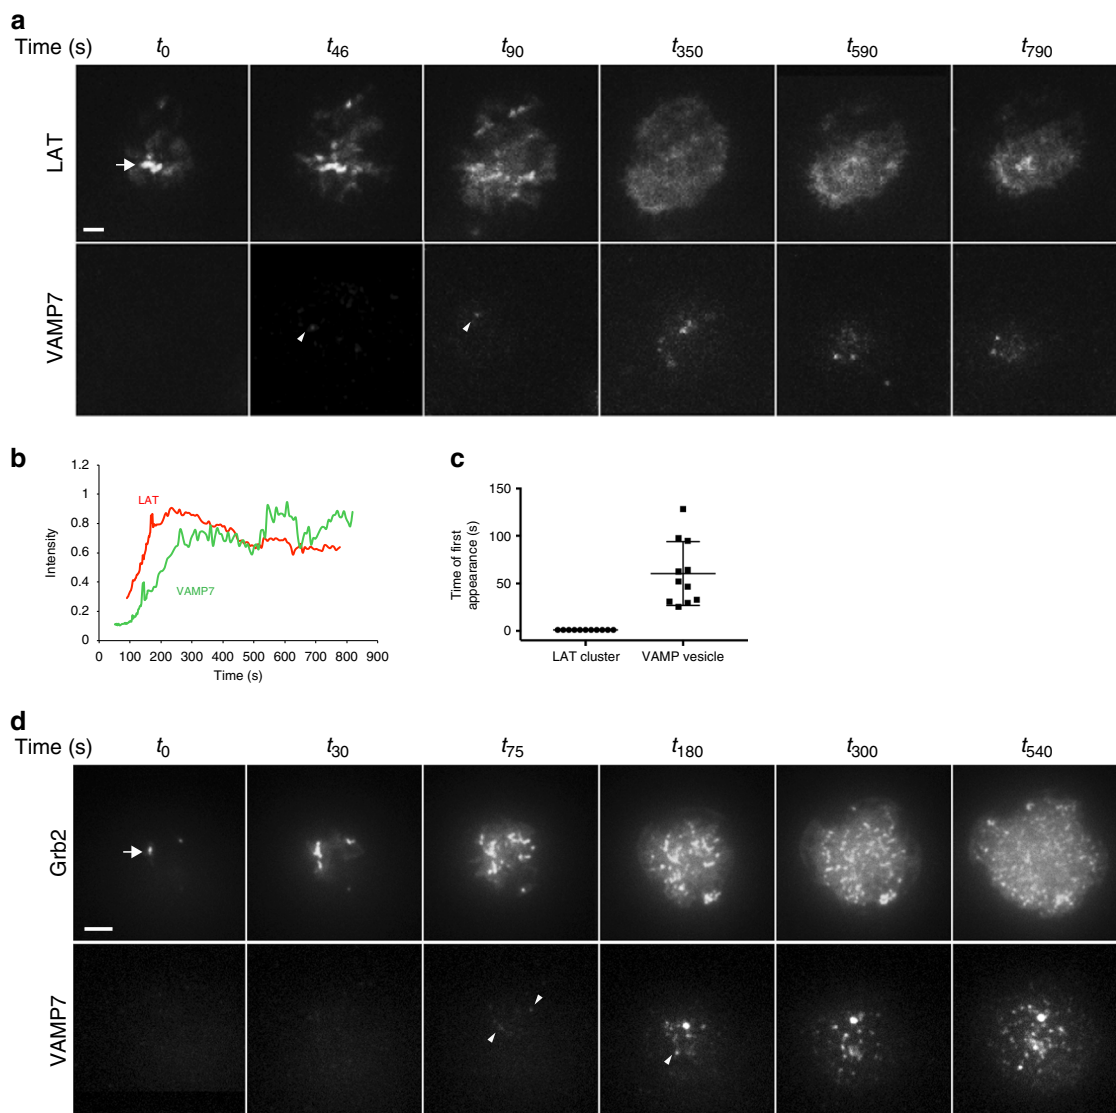 a
Time (s) t0 t46 t90 t350 t590 t790
LAT
VAMP7
b
1.2
1
0.8
0.6
0.4
0.2
0
Intensity
LAT
VAMP7
0 100 200 300 400 500 600 700 800 900
Time (s)
c
150
100
50
0
Time of first
appearance (s)
LAT cluster VAMP vesicle
d
Time (s) t0 t30 t75 t180 t300 t540
Grb2
VAMP7